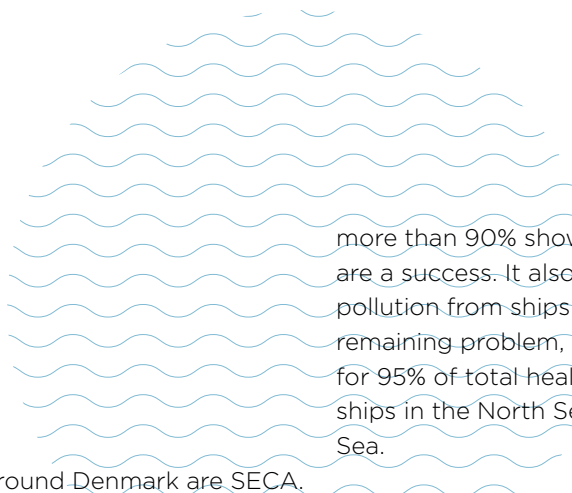 round Denmark are SECA.
more than 90% show
are a success. It also
pollution from ships
remaining problem,
for 95% of total heal
ships in the North Se
Sea.